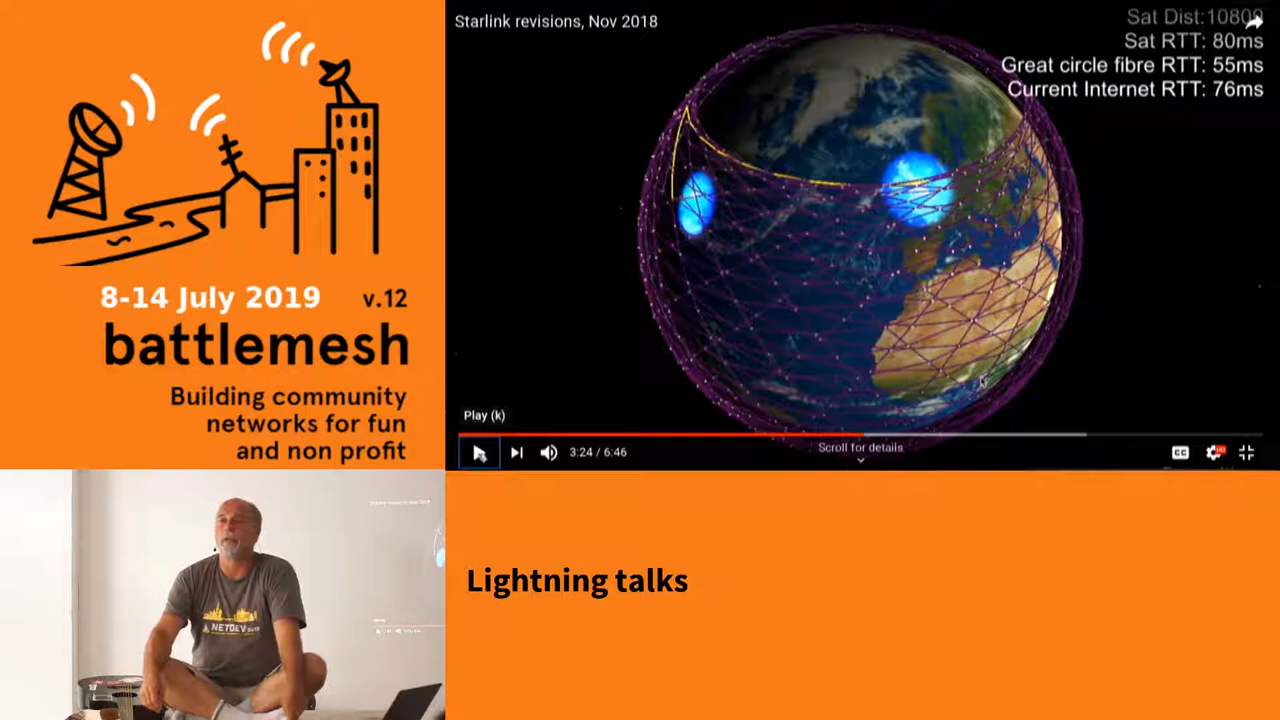 8-14 July 2019 v.12
battlemesh
Building community
networks for fun
and non profit
Starlink revisions, Nov 2018
Sat RTT: 80ms
Great circle fibre RTT: 55ms
Current Internet RTT: 76ms
Play (k)
3:24 / 6:46
Scroll for details
CC
HD
NETDEV
Lightning talks